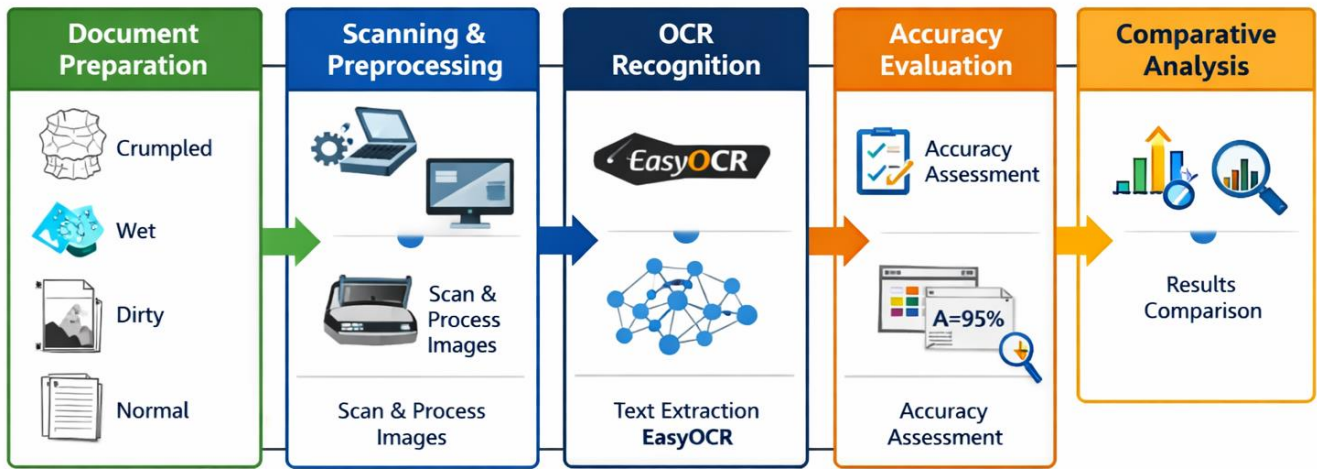 Document
Preparation
Crumpled
Wet
Dirty
Normal
Scanning &
Preprocessing
Scan &
Process
Images
Scan & Process
Images
OCR
Recognition
EasyOCR
Text Extraction
EasyOCR
Accuracy
Evaluation
Accuracy
Assessment
A=95%
Accuracy
Assessment
Comparative
Analysis
Results
Comparison